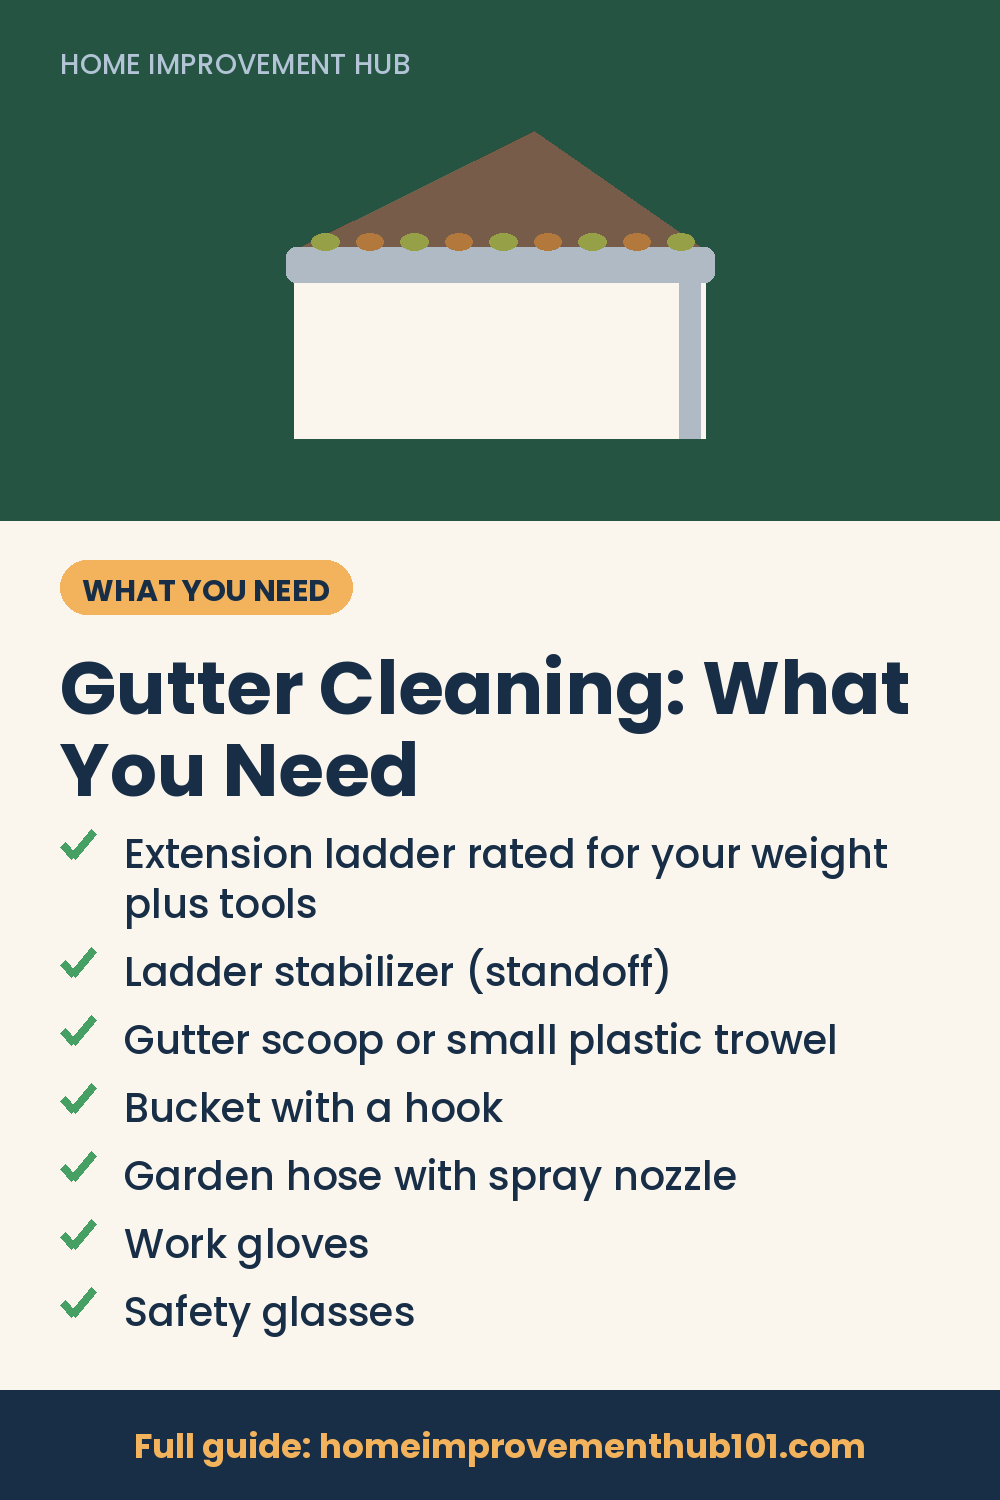 HOME IMPROVEMENT HUB
WHAT YOU NEED
Gutter Cleaning: What
You Need
Extension ladder rated for your weight
plus tools
Ladder stabilizer (standoff)
Gutter scoop or small plastic trowel
Bucket with a hook
Garden hose with spray nozzle
Work gloves
Safety glasses
Full guide: homeimprovementhub101.com